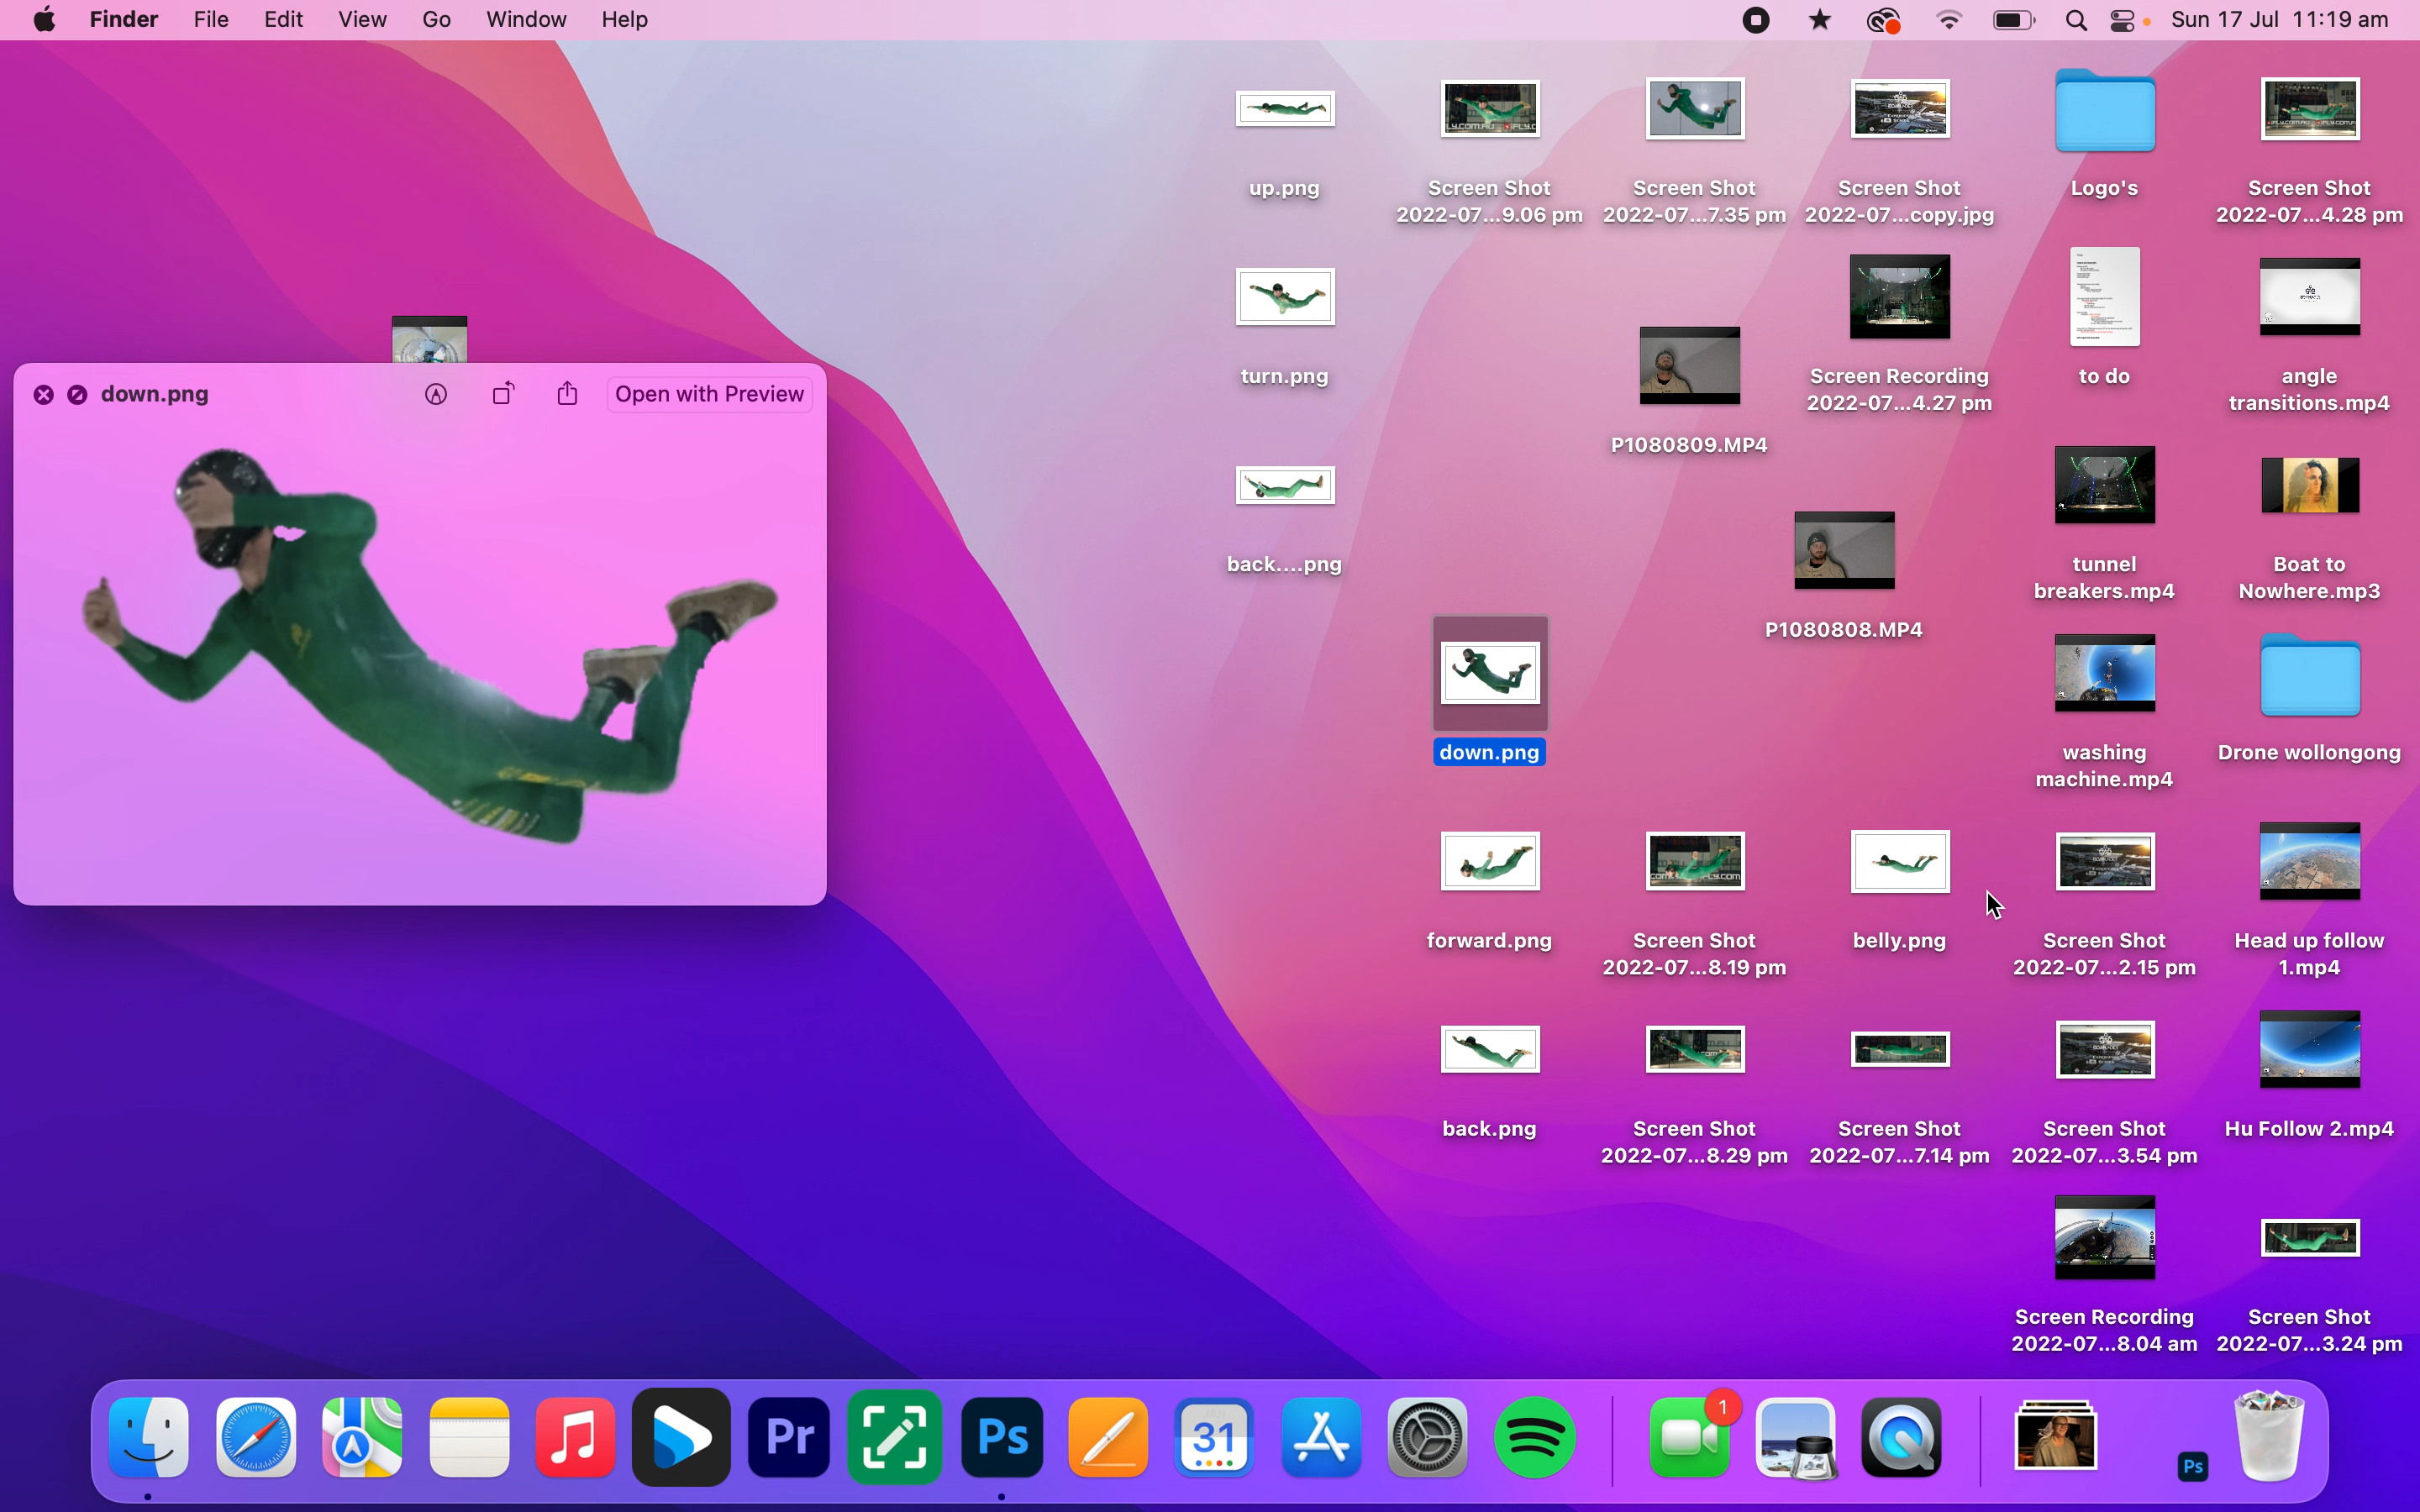 Finder File Edit View Go Window Help Sun 17 Jul 11:19 am
up.png
Screen Shot
2022-07...9.06 pm
Screen Shot
2022-07...7.35 pm
Screen Shot
2022-07...copy.jpg
Logo's
Screen Shot
2022-07...4.28 pm
turn.png
Screen Recording
2022-07...4.27 pm
to do
angle
transitions.mp4
down.png Open with Preview
P1080809.MP4
back....png
tunnel
breakers.mp4
Boat to
Nowhere.mp3
P1080808.MP4
down.png
washing
machine.mp4
Drone wollongong
forward.png
Screen Shot
2022-07...8.19 pm
belly.png
Screen Shot
2022-07...2.15 pm
Head up follow
1.mp4
back.png
Screen Shot
2022-07...8.29 pm
Screen Shot
2022-07...7.14 pm
Screen Shot
2022-07...3.54 pm
Hu Follow 2.mp4
Screen Recording
2022-07...8.04 am
Screen Shot
2022-07...3.24 pm
Pr Ps 31 1 Ps